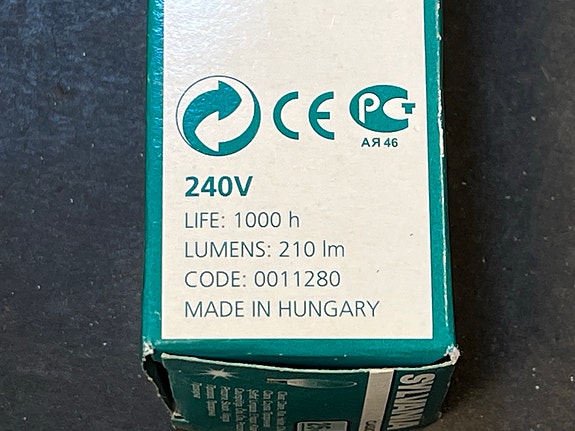 CE PCT
АЯ 46
240V
LIFE: 1000 h
LUMENS: 210 lm
CODE: 0011280
MADE IN HUNGARY
SYLVANIA